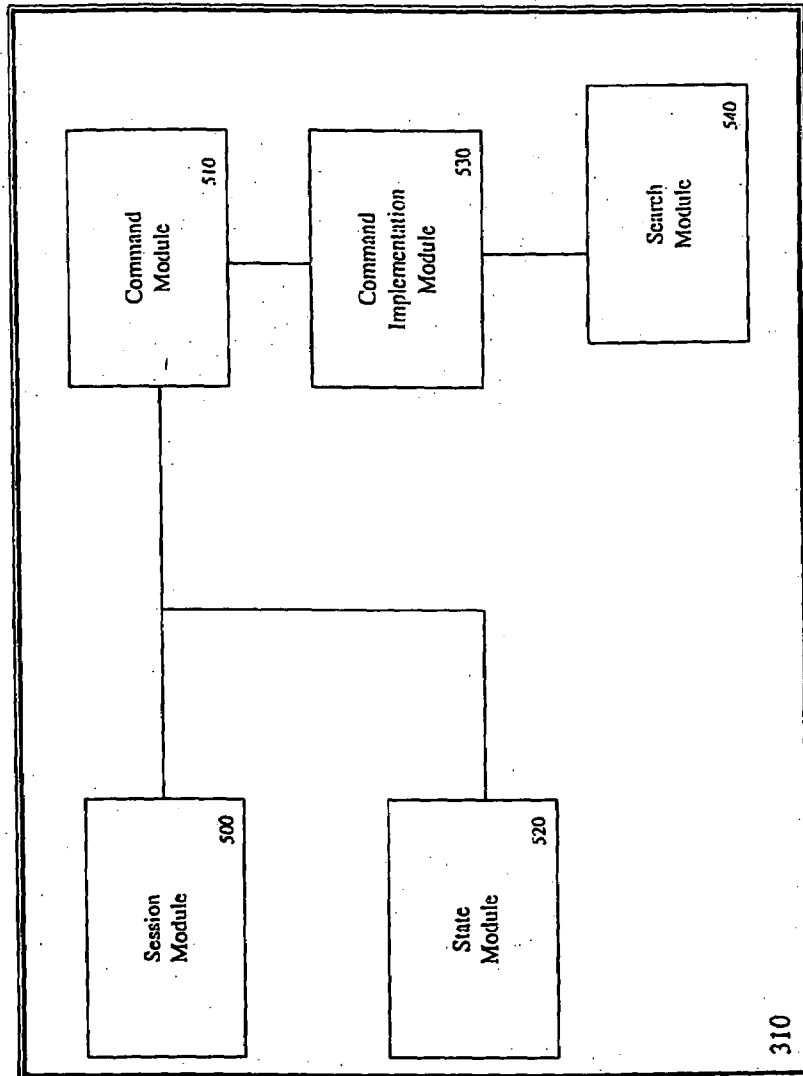 Session
Module
500
Command
Module
510
State
Module
520
Command
Implementation
Module
530
Search
Module
540
310